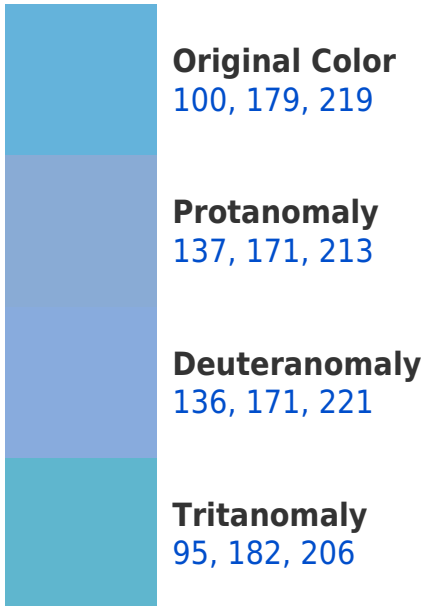 Original Color
100, 179, 219
Protanomaly
137, 171, 213
Deuteranomaly
136, 171, 221
Tritanomaly
95, 182, 206